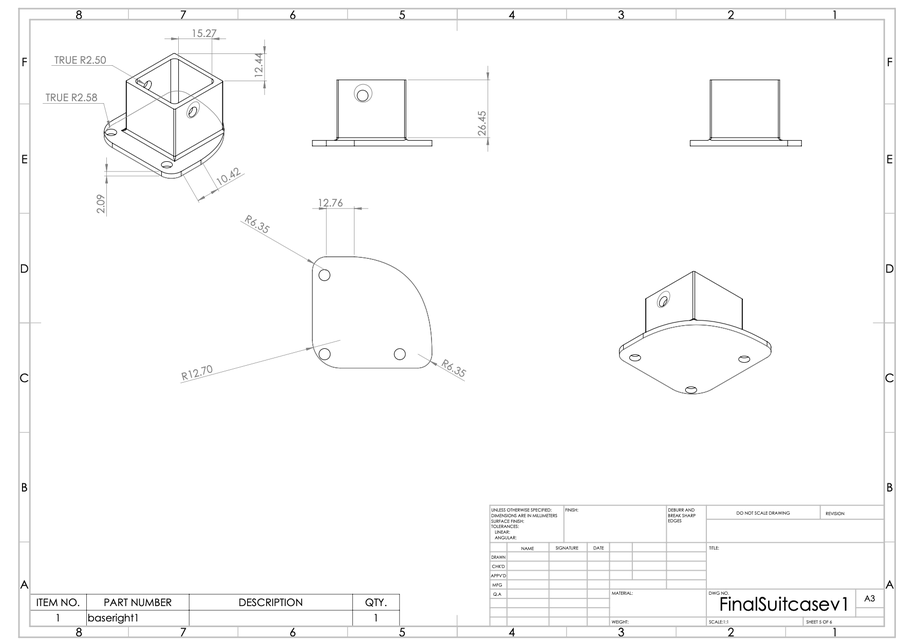 8 7 6 5 4 3 2 1
F
F
15.27
12.44
TRUE R2.50
TRUE R2.58
26.45
E
E
10.42
2.09
12.76
R6.35
D
D
R12.70
R6.35
C
C
B
B
UNLESS OTHERWISE SPECIFIED:
DIMENSIONS ARE IN MILLIMETERS
SURFACE FINISH:
TOLERANCES:
LINEAR:
ANGULAR:
FINISH:
DEBURR AND
BREAK SHARP
EDGES
DO NOT SCALE DRAWING
REVISION
NAME SIGNATURE DATE
TITLE:
DRAWN
CHK'D
APPV'D
MFG
Q.A
MATERIAL:
DWG NO.
A
A
FinalSuitcasev1
A3
WEIGHT:
SCALE:1:1
SHEET 5 OF 6
ITEM NO. PART NUMBER DESCRIPTION QTY.
1 baseright1 1
8 7 6 5 4 3 2 1